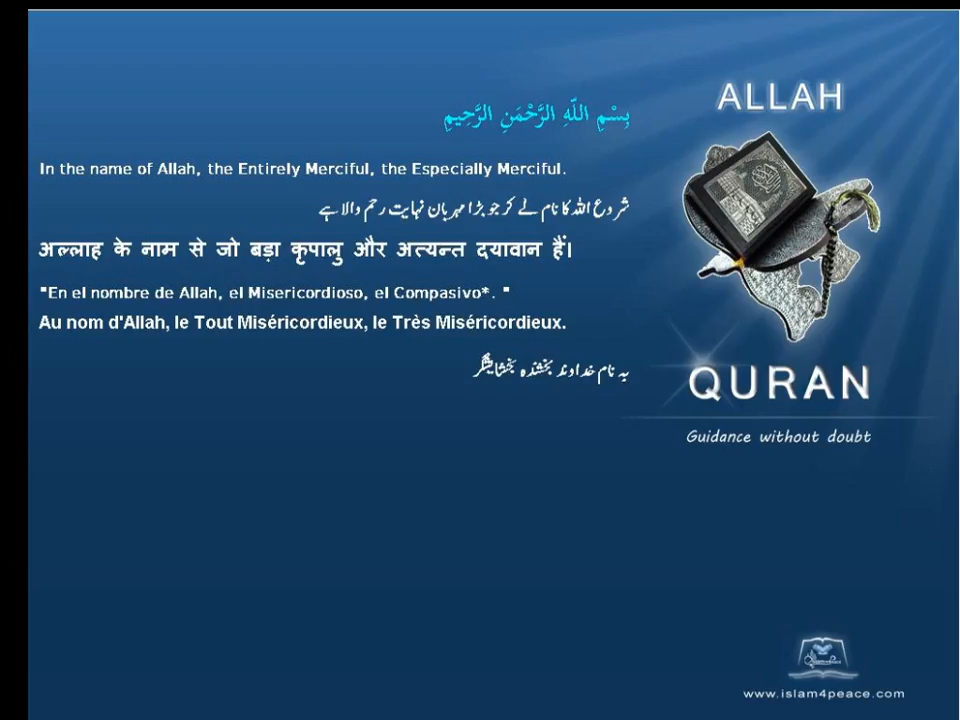 بِسْمِ اللَّهِ الرَّحْمَنِ الرَّحِيمِ
In the name of Allah, the Entirely Merciful, the Especially Merciful.
شروع الله کا نام لے کر جو بڑا مہربان نہایت رحم والا ہے
अल्लाह के नाम से जो बड़ा कृपालु और अत्यन्त दयावान हैं।
"En el nombre de Allah, el Misericordioso, el Compasivo*. "
Au nom d'Allah, le Tout Miséricordieux, le Très Miséricordieux.
به نام خداوند بخشنده بخشایشگر
ALLAH
QURAN
Guidance without doubt
www.islam4peace.com